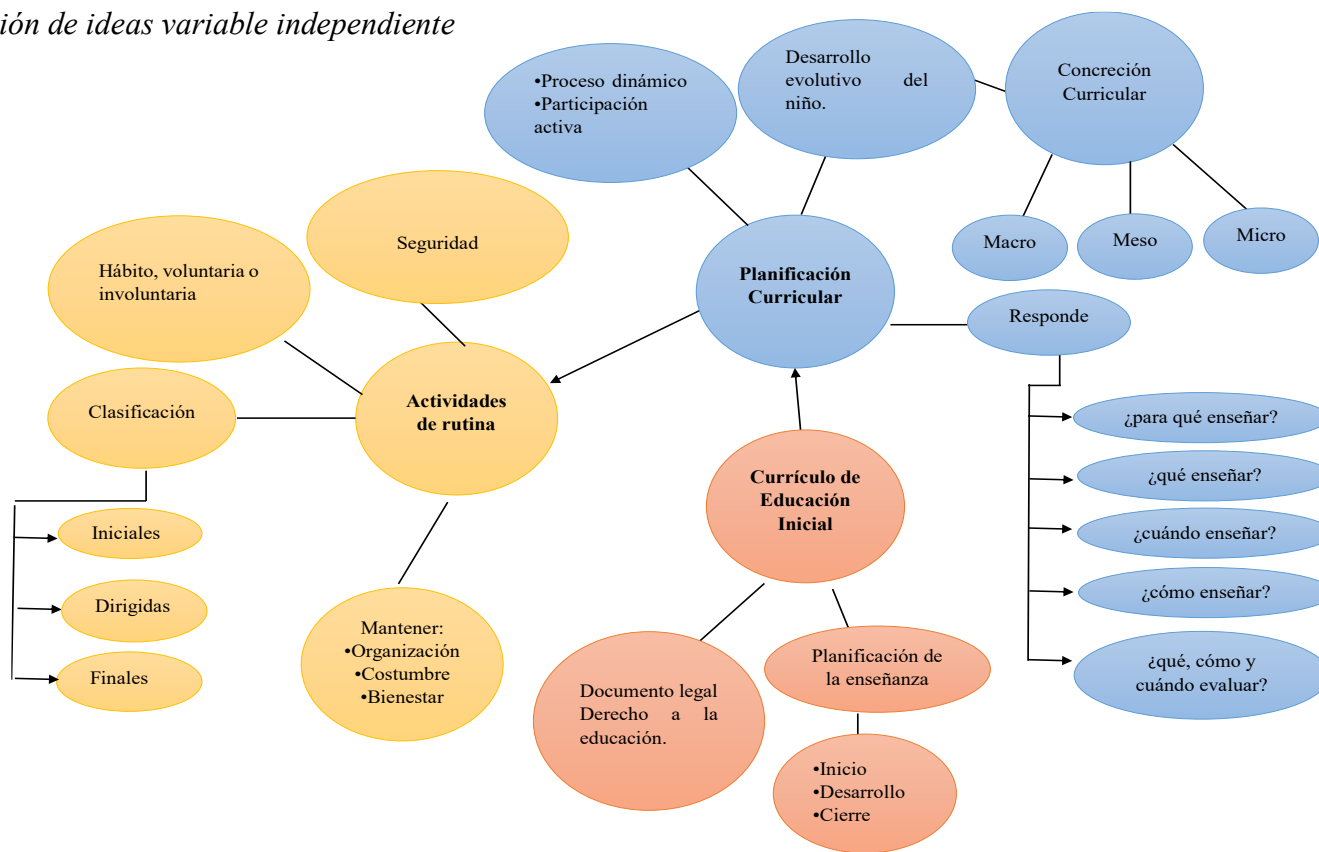 ión de ideas variable independiente
•Proceso dinámico
•Participación
activa
Desarrollo
evolutivo del
niño.
Concreción
Curricular
Macro
Meso
Micro
Seguridad
Hábito, voluntaria o
involuntaria
Planificación
Curricular
Responde
Clasificación
Actividades
de rutina
¿para qué enseñar?
¿qué enseñar?
¿cuándo enseñar?
¿cómo enseñar?
¿qué, cómo y
cuándo evaluar?
Currículo de
Educación
Inicial
Iniciales
Dirigidas
Finales
Mantener:
•Organización
•Costumbre
•Bienestar
Documento legal
Derecho a la
educación.
Planificación de
la enseñanza
•Inicio
•Desarrollo
•Cierre